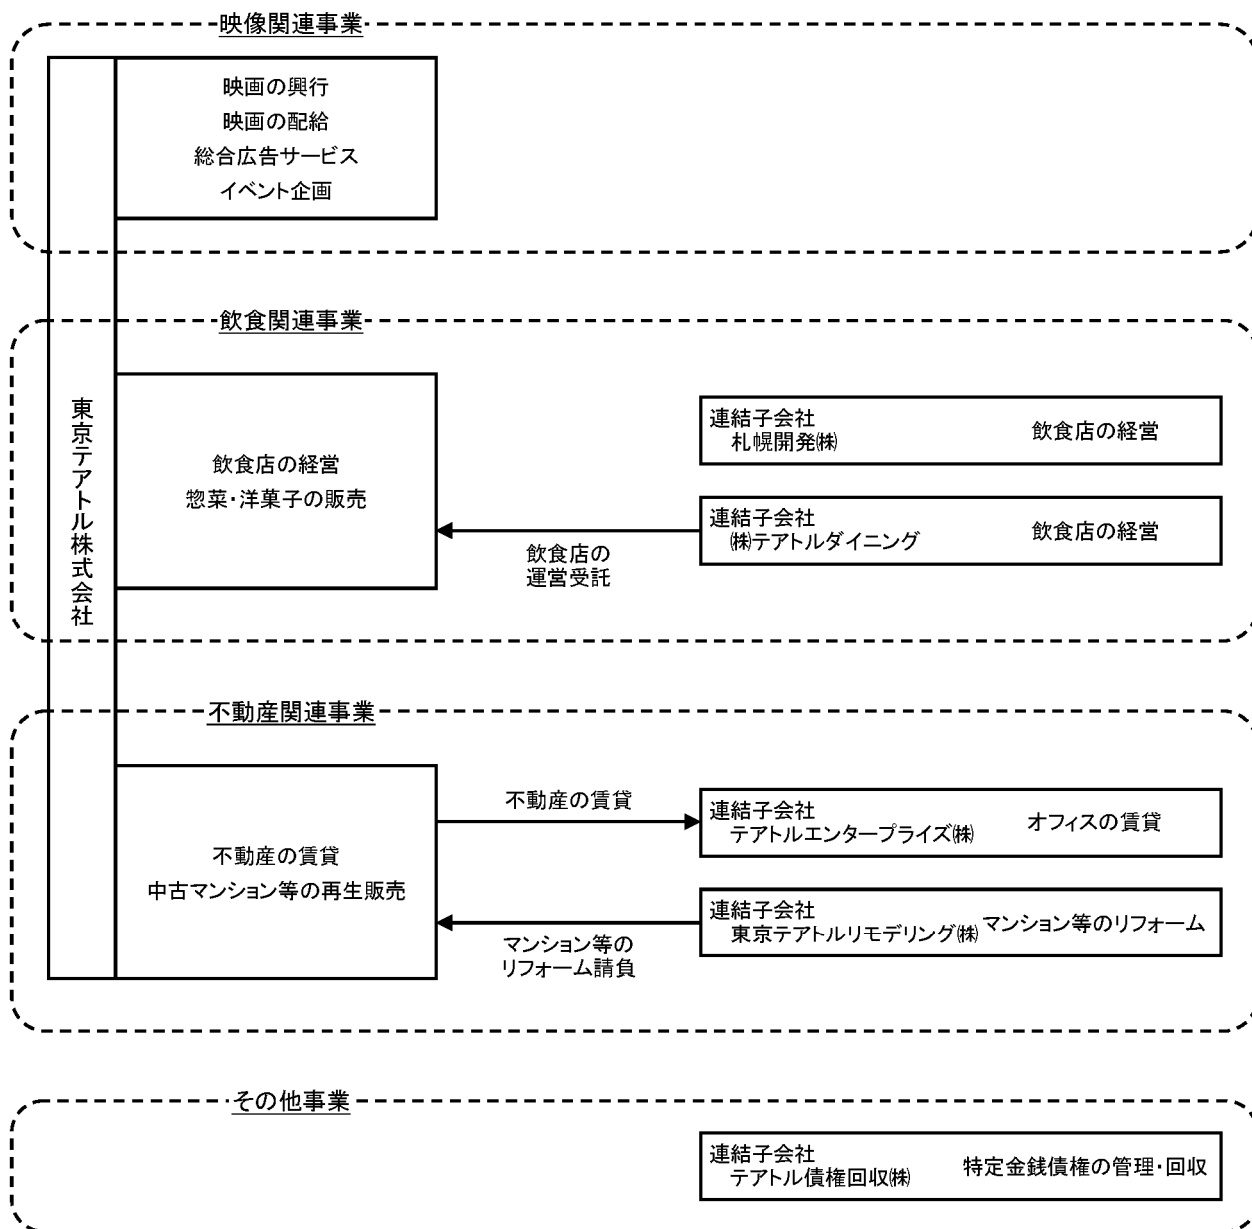 映像関連事業
映画の興行
映画の配給
総合広告サービス
イベント企画
東京テアトル株式会社
飲食関連事業
飲食店の経営
惣菜・洋菓子の販売
連結子会社
札幌開発㈱
飲食店の経営
連結子会社
㈱テアトルダイニング
飲食店の経営
飲食店の
運営受託
不動産関連事業
不動産の賃貸
中古マンション等の再生販売
不動産の賃貸
連結子会社
テアトルエンタープライズ㈱
オフィスの賃貸
連結子会社
東京テアトルリモデリング㈱
マンション等のリフォーム
マンション等の
リフォーム請負
その他事業
連結子会社
テアトル債権回収㈱
特定金銭債権の管理・回収